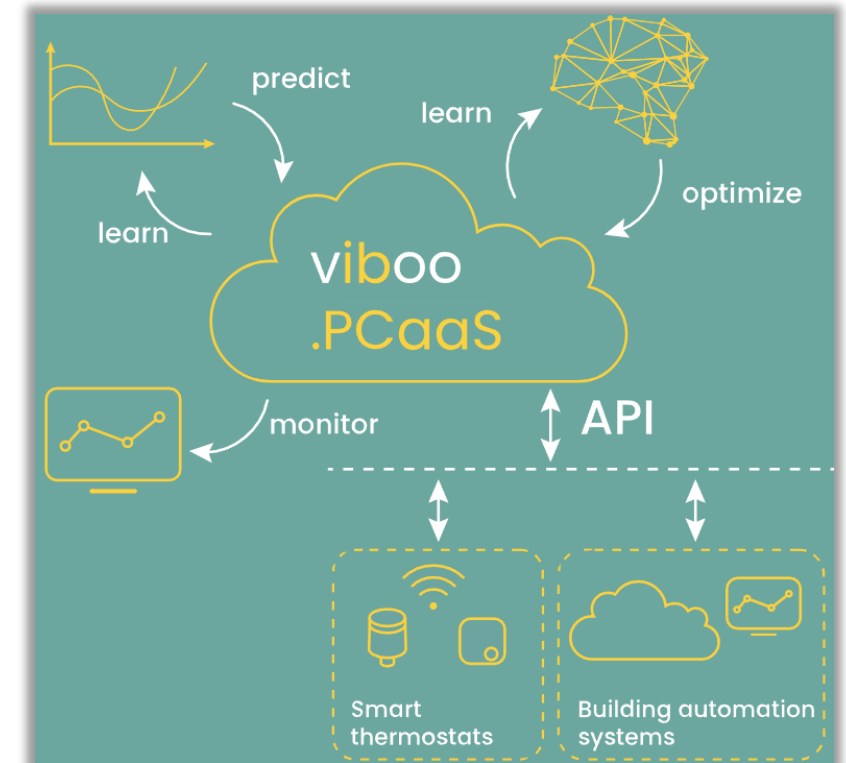 predict
learn
optimize
learn
viboo
.PCaaS
monitor
API
Smart
thermostats
Building automation
systems